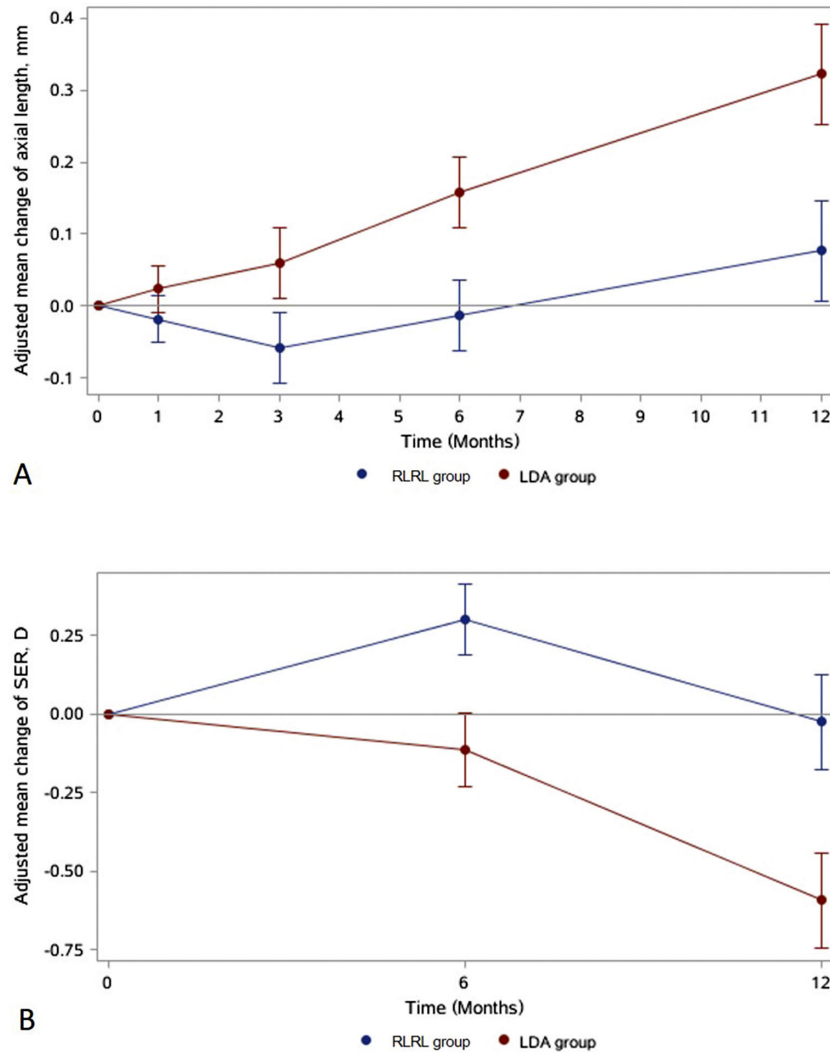 Adjusted mean change of axial length, mm
0.4
0.3
0.2
0.1
0.0
-0.1
0 1 2 3 4 5 6 7 8 9 10 11 12
Time (Months)
A
RLRL group LDA group
Adjusted mean change of SER, D
0.25
0.00
-0.25
-0.50
-0.75
0 6 12
Time (Months)
B
RLRL group LDA group